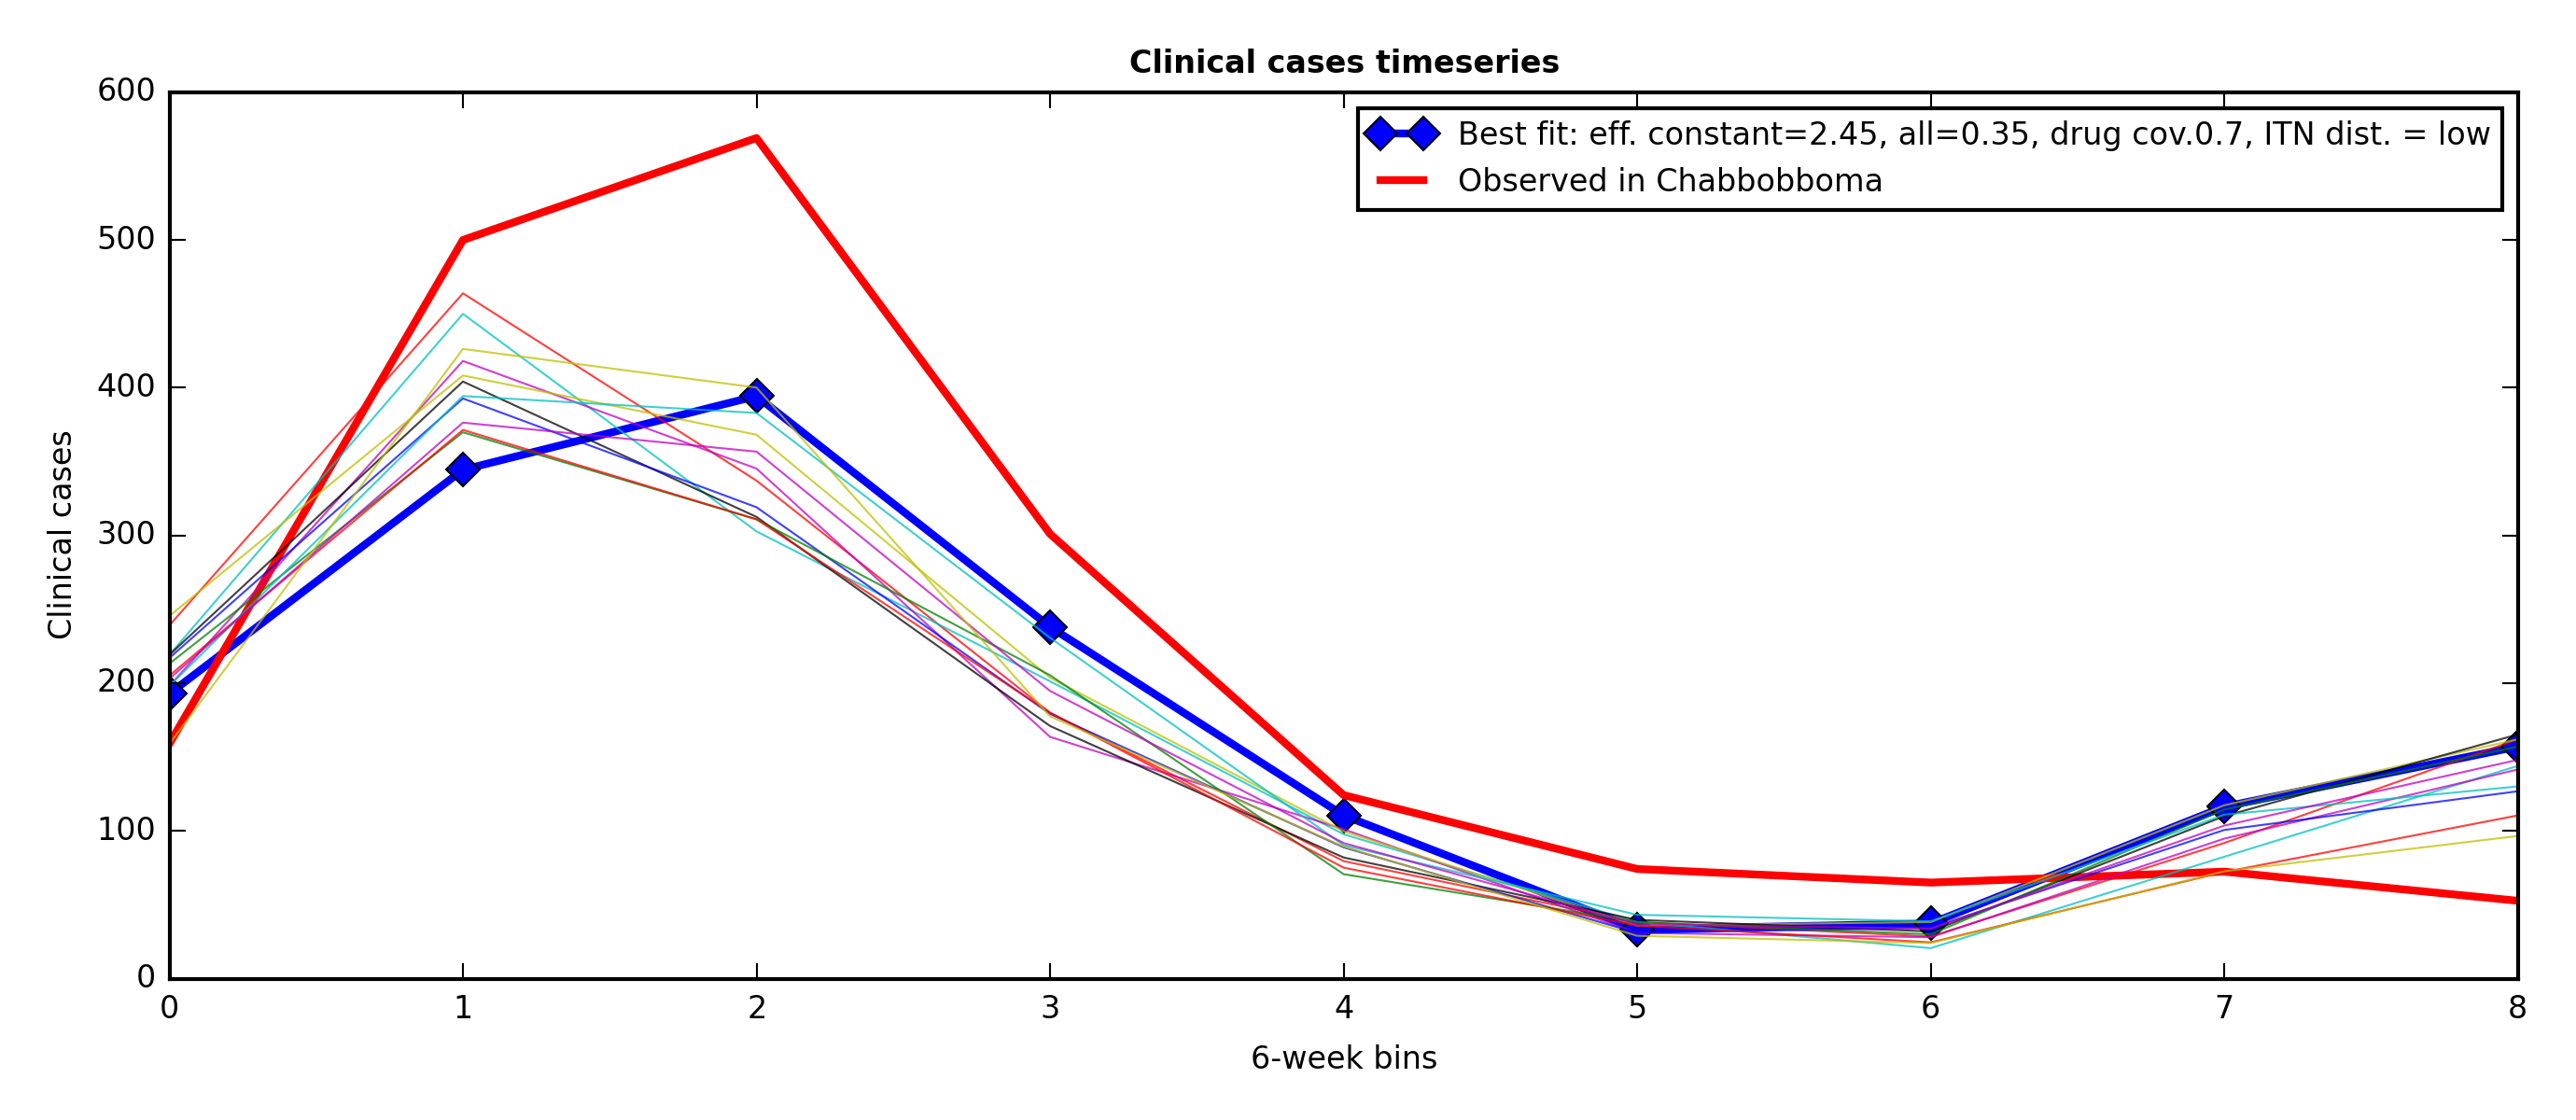 Clinical cases timeseries
600
500
400
300
200
100
0
Clinical cases
Best fit: eff. constant=2.45, all=0.35, drug cov.0.7, ITN dist. = low
Observed in Chabbobboma
0 1 2 3 4 5 6 7 8
6-week bins